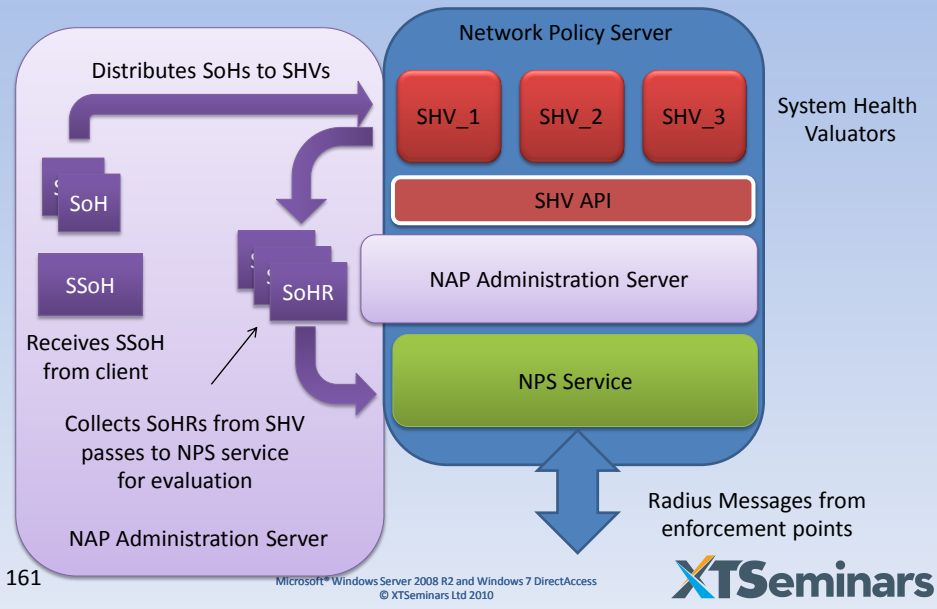 Network Policy Server
Distributes SoHs to SHVs
SHV_1
SHV_2
SHV_3
System Health
Valuators
SoH
SHV API
SSoH
SoHR
NAP Administration Server
Receives SSoH
from client
NPS Service
Collects SoHRs from SHV
passes to NPS service
for evaluation
NAP Administration Server
Radius Messages from
enforcement points
161
Microsoft® Windows Server 2008 R2 and Windows 7 DirectAccess
© XTSeminars Ltd 2010
XTSeminars